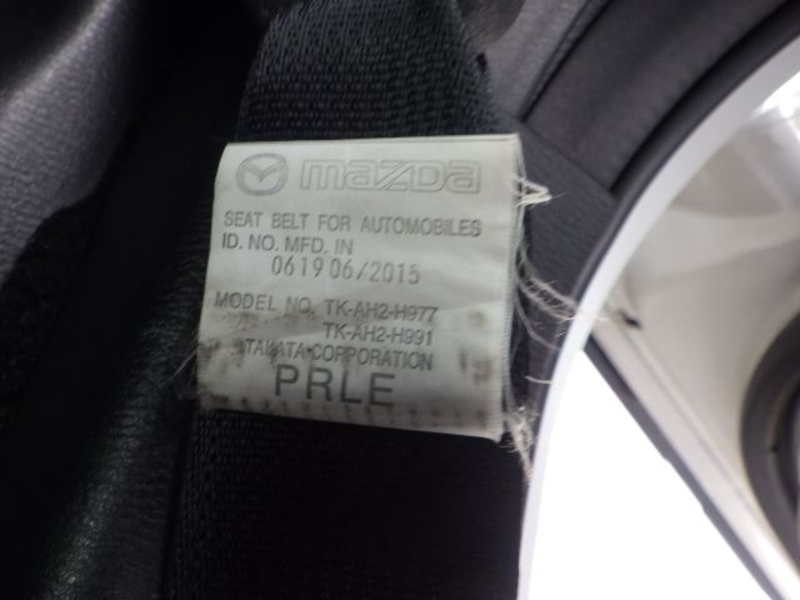 mazda
SEAT BELT FOR AUTOMOBILES
ID. NO. MFD. IN
0619 06/2015
MODEL NO. TK-AH2-H977
TK-AH2-H991
TAKATA CORPORATION
PRLE